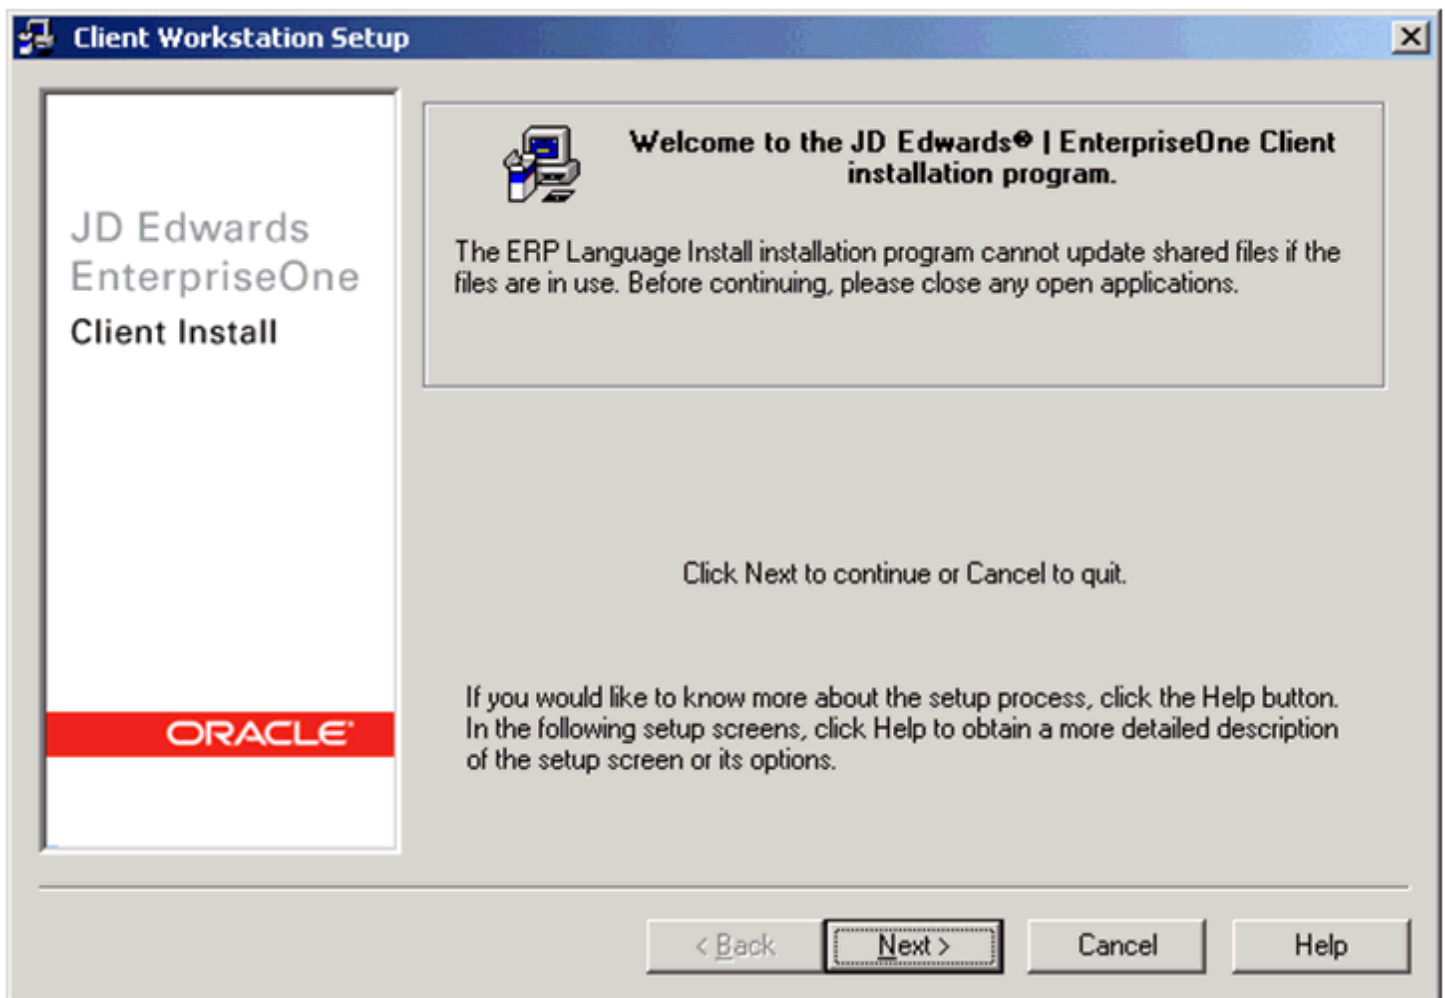 Client Workstation Setup
JD Edwards
EnterpriseOne
Client Install
ORACLE
Welcome to the JD Edwards® | EnterpriseOne Client
installation program.
The ERP Language Install installation program cannot update shared files if the
files are in use. Before continuing, please close any open applications.
Click Next to continue or Cancel to quit.
If you would like to know more about the setup process, click the Help button.
In the following setup screens, click Help to obtain a more detailed description
of the setup screen or its options.
< Back Next > Cancel Help